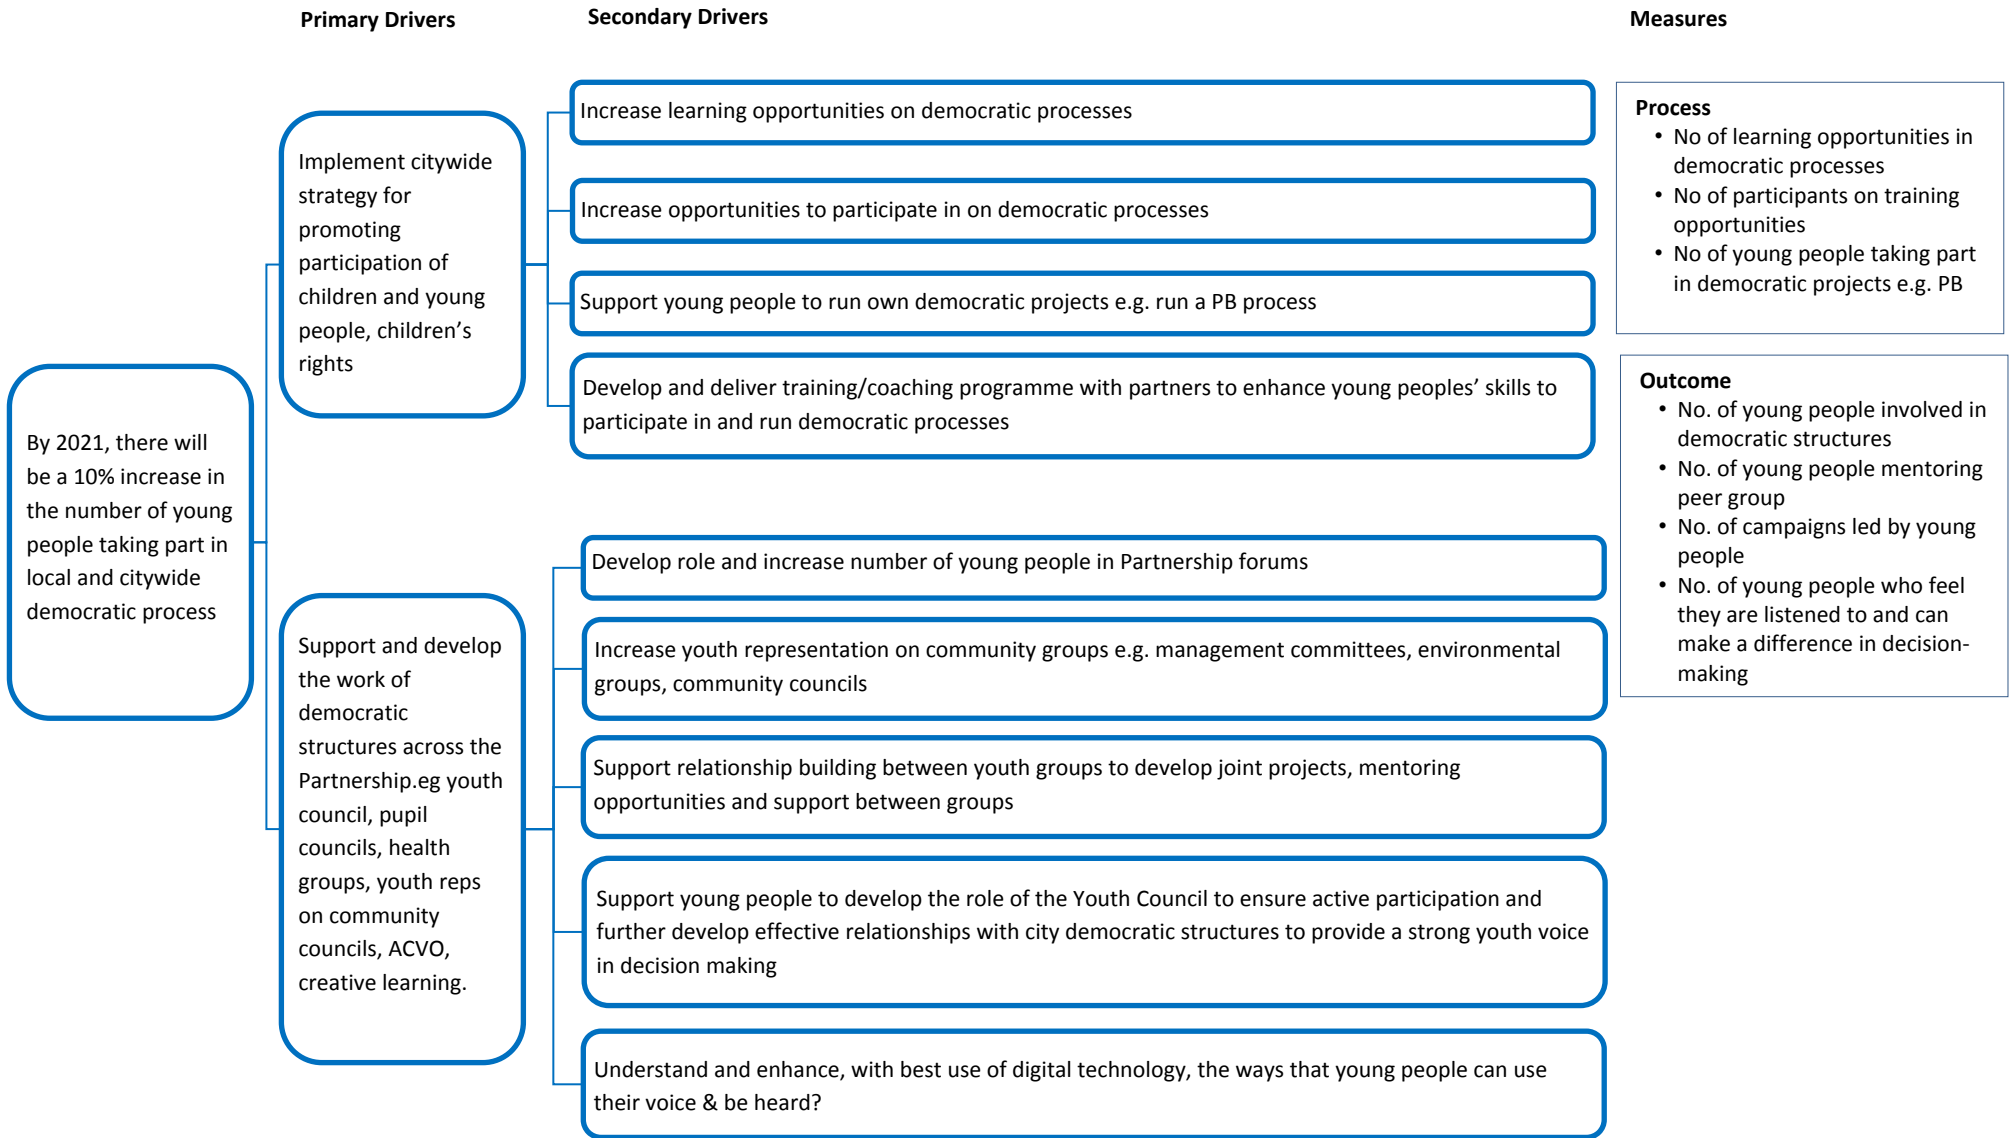 Primary Drivers
Secondary Drivers
Measures
By 2021, there will
be a 10% increase in
the number of young
people taking part in
local and citywide
democratic process
Implement citywide
strategy for
promoting
participation of
children and young
people, children’s
rights
Increase learning opportunities on democratic processes
Increase opportunities to participate in on democratic processes
Support young people to run own democratic projects e.g. run a PB process
Develop and deliver training/coaching programme with partners to enhance young peoples’ skills to
participate in and run democratic processes
Support and develop
the work of
democratic
structures across the
Partnership.eg youth
council, pupil
councils, health
groups, youth reps
on community
councils, ACVO,
creative learning.
Develop role and increase number of young people in Partnership forums
Increase youth representation on community groups e.g. management committees, environmental
groups, community councils
Support relationship building between youth groups to develop joint projects, mentoring
opportunities and support between groups
Support young people to develop the role of the Youth Council to ensure active participation and
further develop effective relationships with city democratic structures to provide a strong youth voice
in decision making
Understand and enhance, with best use of digital technology, the ways that young people can use
their voice & be heard?
Process
• No of learning opportunities in
democratic processes
• No of participants on training
opportunities
• No of young people taking part
in democratic projects e.g. PB
Outcome
• No. of young people involved in
democratic structures
• No. of young people mentoring
peer group
• No. of campaigns led by young
people
• No. of young people who feel
they are listened to and can
make a difference in decision-
making